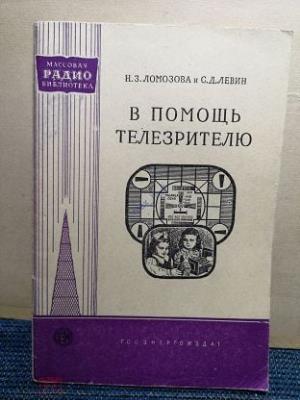 МАССОВАЯ
РАДИО
БИБЛИОТЕКА
Н.З.ЛОМОЗОВА и С.Д.ЛЕВИН
В ПОМОЩЬ
ТЕЛЕЗРИТЕЛЮ
ГОСЭНЕРГОИЗДАТ